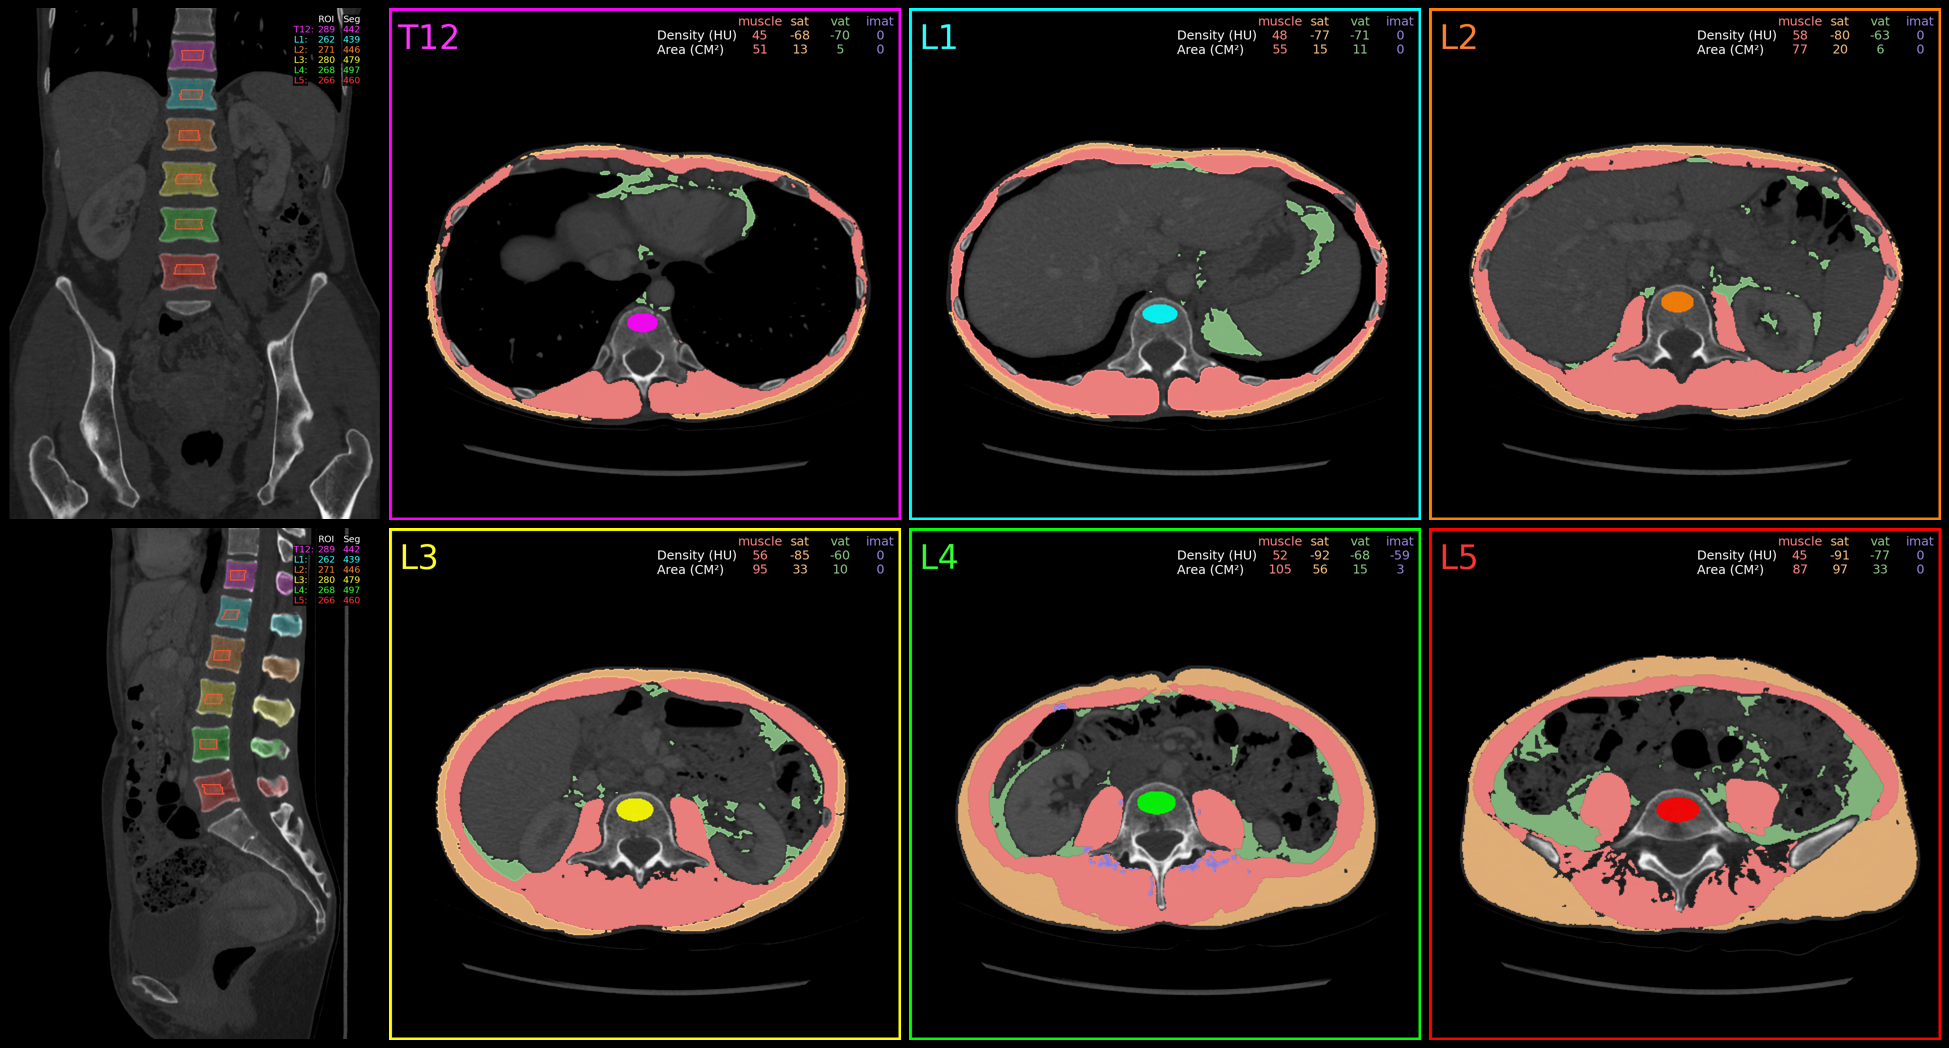 ROI Seg
T12: 289 442
L1: 262 439
L2: 271 446
L3: 280 479
L4: 268 497
L5: 266 460
T12
muscle sat vat imat
Density (HU) 45 -68 -70 0
Area (CM²) 51 13 5 0
L1
muscle sat vat imat
Density (HU) 48 -77 -71 0
Area (CM²) 55 15 11 0
L2
muscle sat vat imat
Density (HU) 58 -80 -63 0
Area (CM²) 77 20 6 0
ROI Seg
T12: 289 442
L1: 262 439
L2: 271 446
L3: 280 479
L4: 268 497
L5: 266 460
L3
muscle sat vat imat
Density (HU) 56 -85 -60 0
Area (CM²) 95 33 10 0
L4
muscle sat vat imat
Density (HU) 52 -92 -68 -59
Area (CM²) 105 56 15 3
L5
muscle sat vat imat
Density (HU) 45 -91 -77 0
Area (CM²) 87 97 33 0